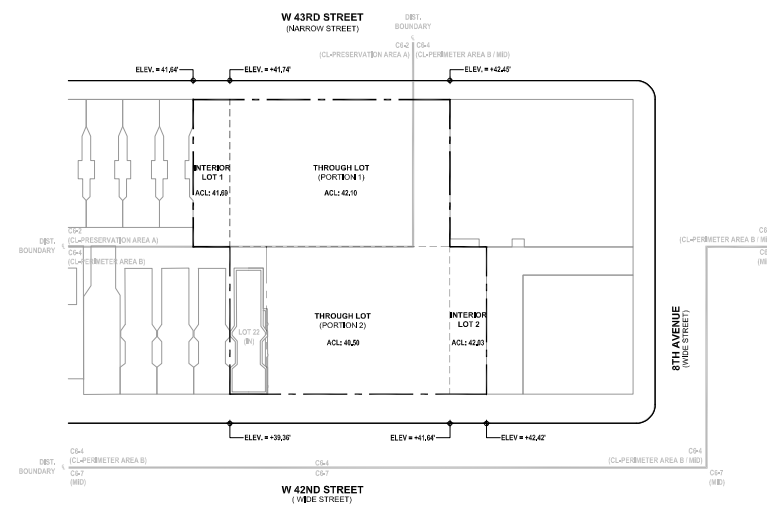 W 43RD STREET
(NARROW STREET)
DIST.
BOUNDARY
C6-2
C6-4
(CL-PRESERVATION AREA A)
(CL-PERIMETER AREA B / MID)
ELEV. = 41,64'
ELEV. = +41,74'
ELEV. = +42.45'
INTERIOR
LOT 1
ACL: 41,69
THROUGH LOT
(PORTION 1)
ACL: 42,10
C6-2
(CL-PRESERVATION AREA A)
DIST.
BOUNDARY
C6-4
(CL-PERIMETER AREA B)
(CL-PERIMETER AREA B / MID
THROUGH LOT
(PORTION 2)
ACL: 40,50
INTERIOR
LOT 2
ACL: 42,03
LOT 22
(IN)
8TH AVENUE
(WIDE STREET)
ELEV. = +39,36'
ELEV = +41,64'
ELEV. = +42,42'
C6-4
(CL-PERIMETER AREA B)
DIST.
BOUNDARY
C6-7
(MID)
C6-4
C6-7
C6-4
(CL-PERIMETER AREA B / MID)
C6-7
(MID)
W 42ND STREET
( WIDE STREET)